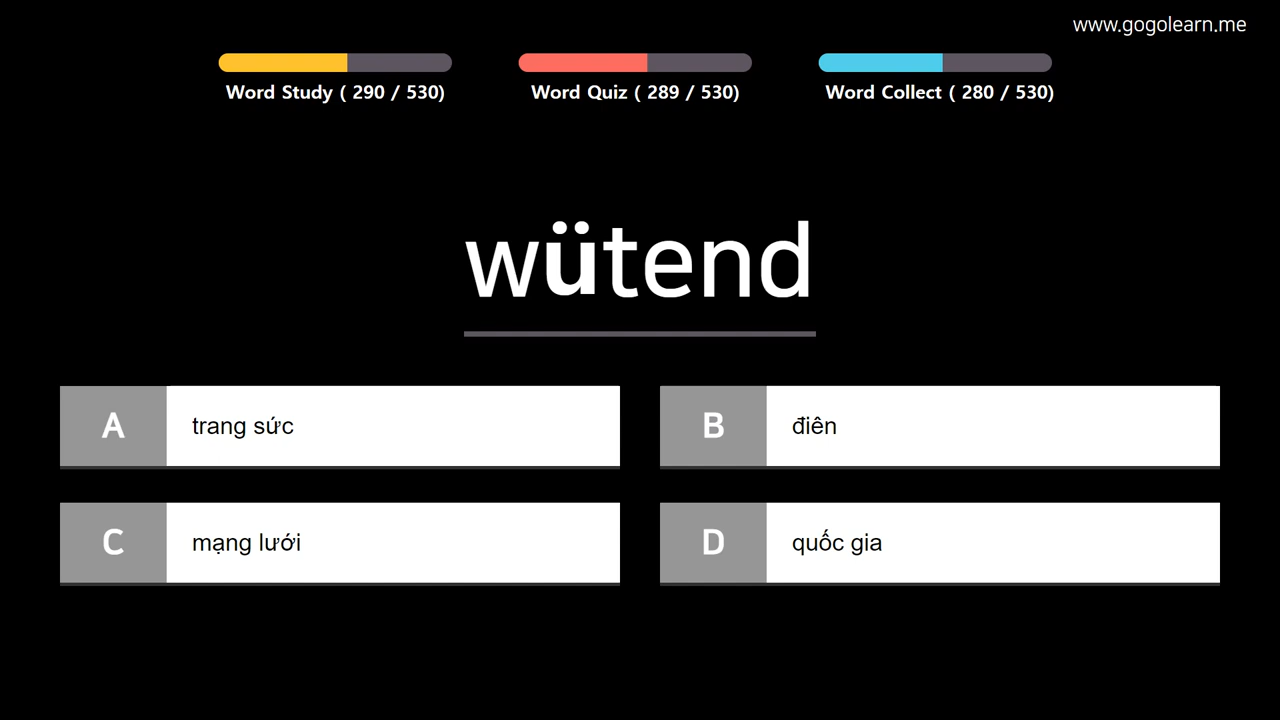 www.gogolearn.me
Word Study ( 290 / 530)
Word Quiz ( 289 / 530)
Word Collect ( 280 / 530)
wütend
A trang sức
B điên
C mạng lưới
D quốc gia